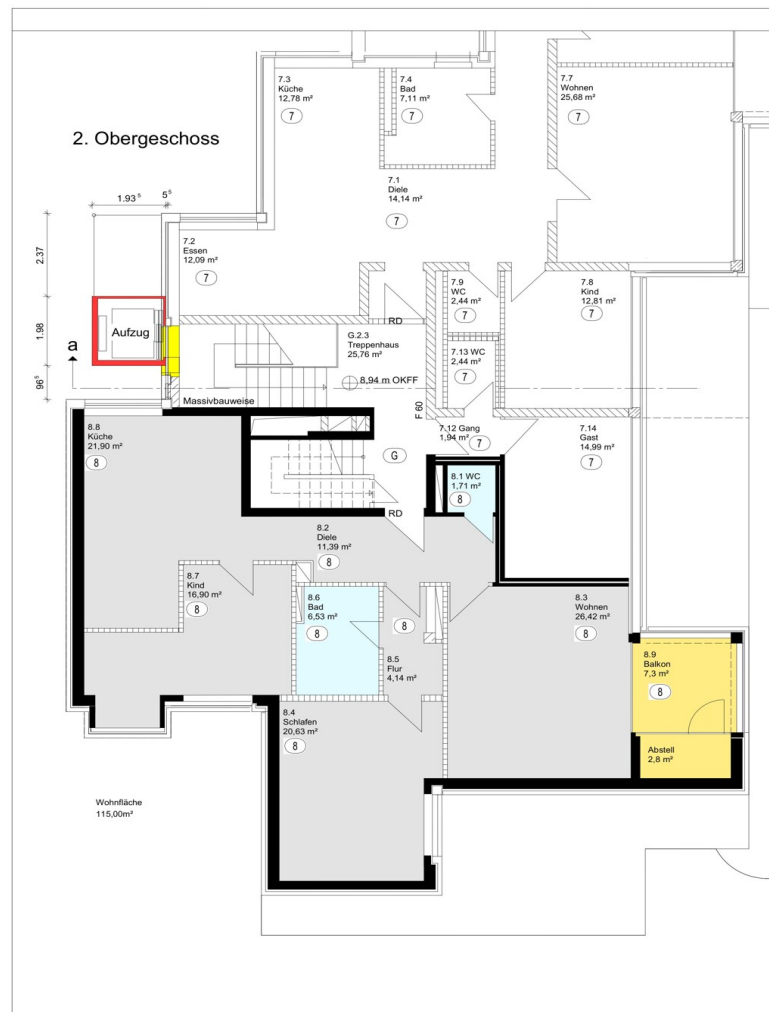 7.3
Küche
12,78 m²
7
7.4
Bad
7,11 m²
7
7.7
Wohnen
25,68 m²
7
2. Obergeschoss
1.93⁵
5⁵
7.1
Diele
14,14 m²
7
2.37
7.2
Essen
12,09 m²
7
7.9
WC
2,44 m²
7
7.8
Kind
12,81 m²
7
1.98
Aufzug
RD
G.2.3
Treppenhaus
25,76 m²
7.13 WC
2,44 m²
7
a
96⁵
8,94 m OKFF
Massivbauweise
F 60
8.8
Küche
21,90 m²
8
7.12 Gang
1,94 m²
7
7.14
Gast
14,99 m²
7
G
8.1 WC
1,71 m²
8
RD
8.2
Diele
11,39 m²
8
8.7
Kind
16,90 m²
8
8.6
Bad
6,53 m²
8
8
8.3
Wohnen
26,42 m²
8
8.5
Flur
4,14 m²
8.9
Balkon
7,3 m²
8
8.4
Schlafen
20,63 m²
8
Abstell
2,8 m²
Wohnfläche
115,00m²